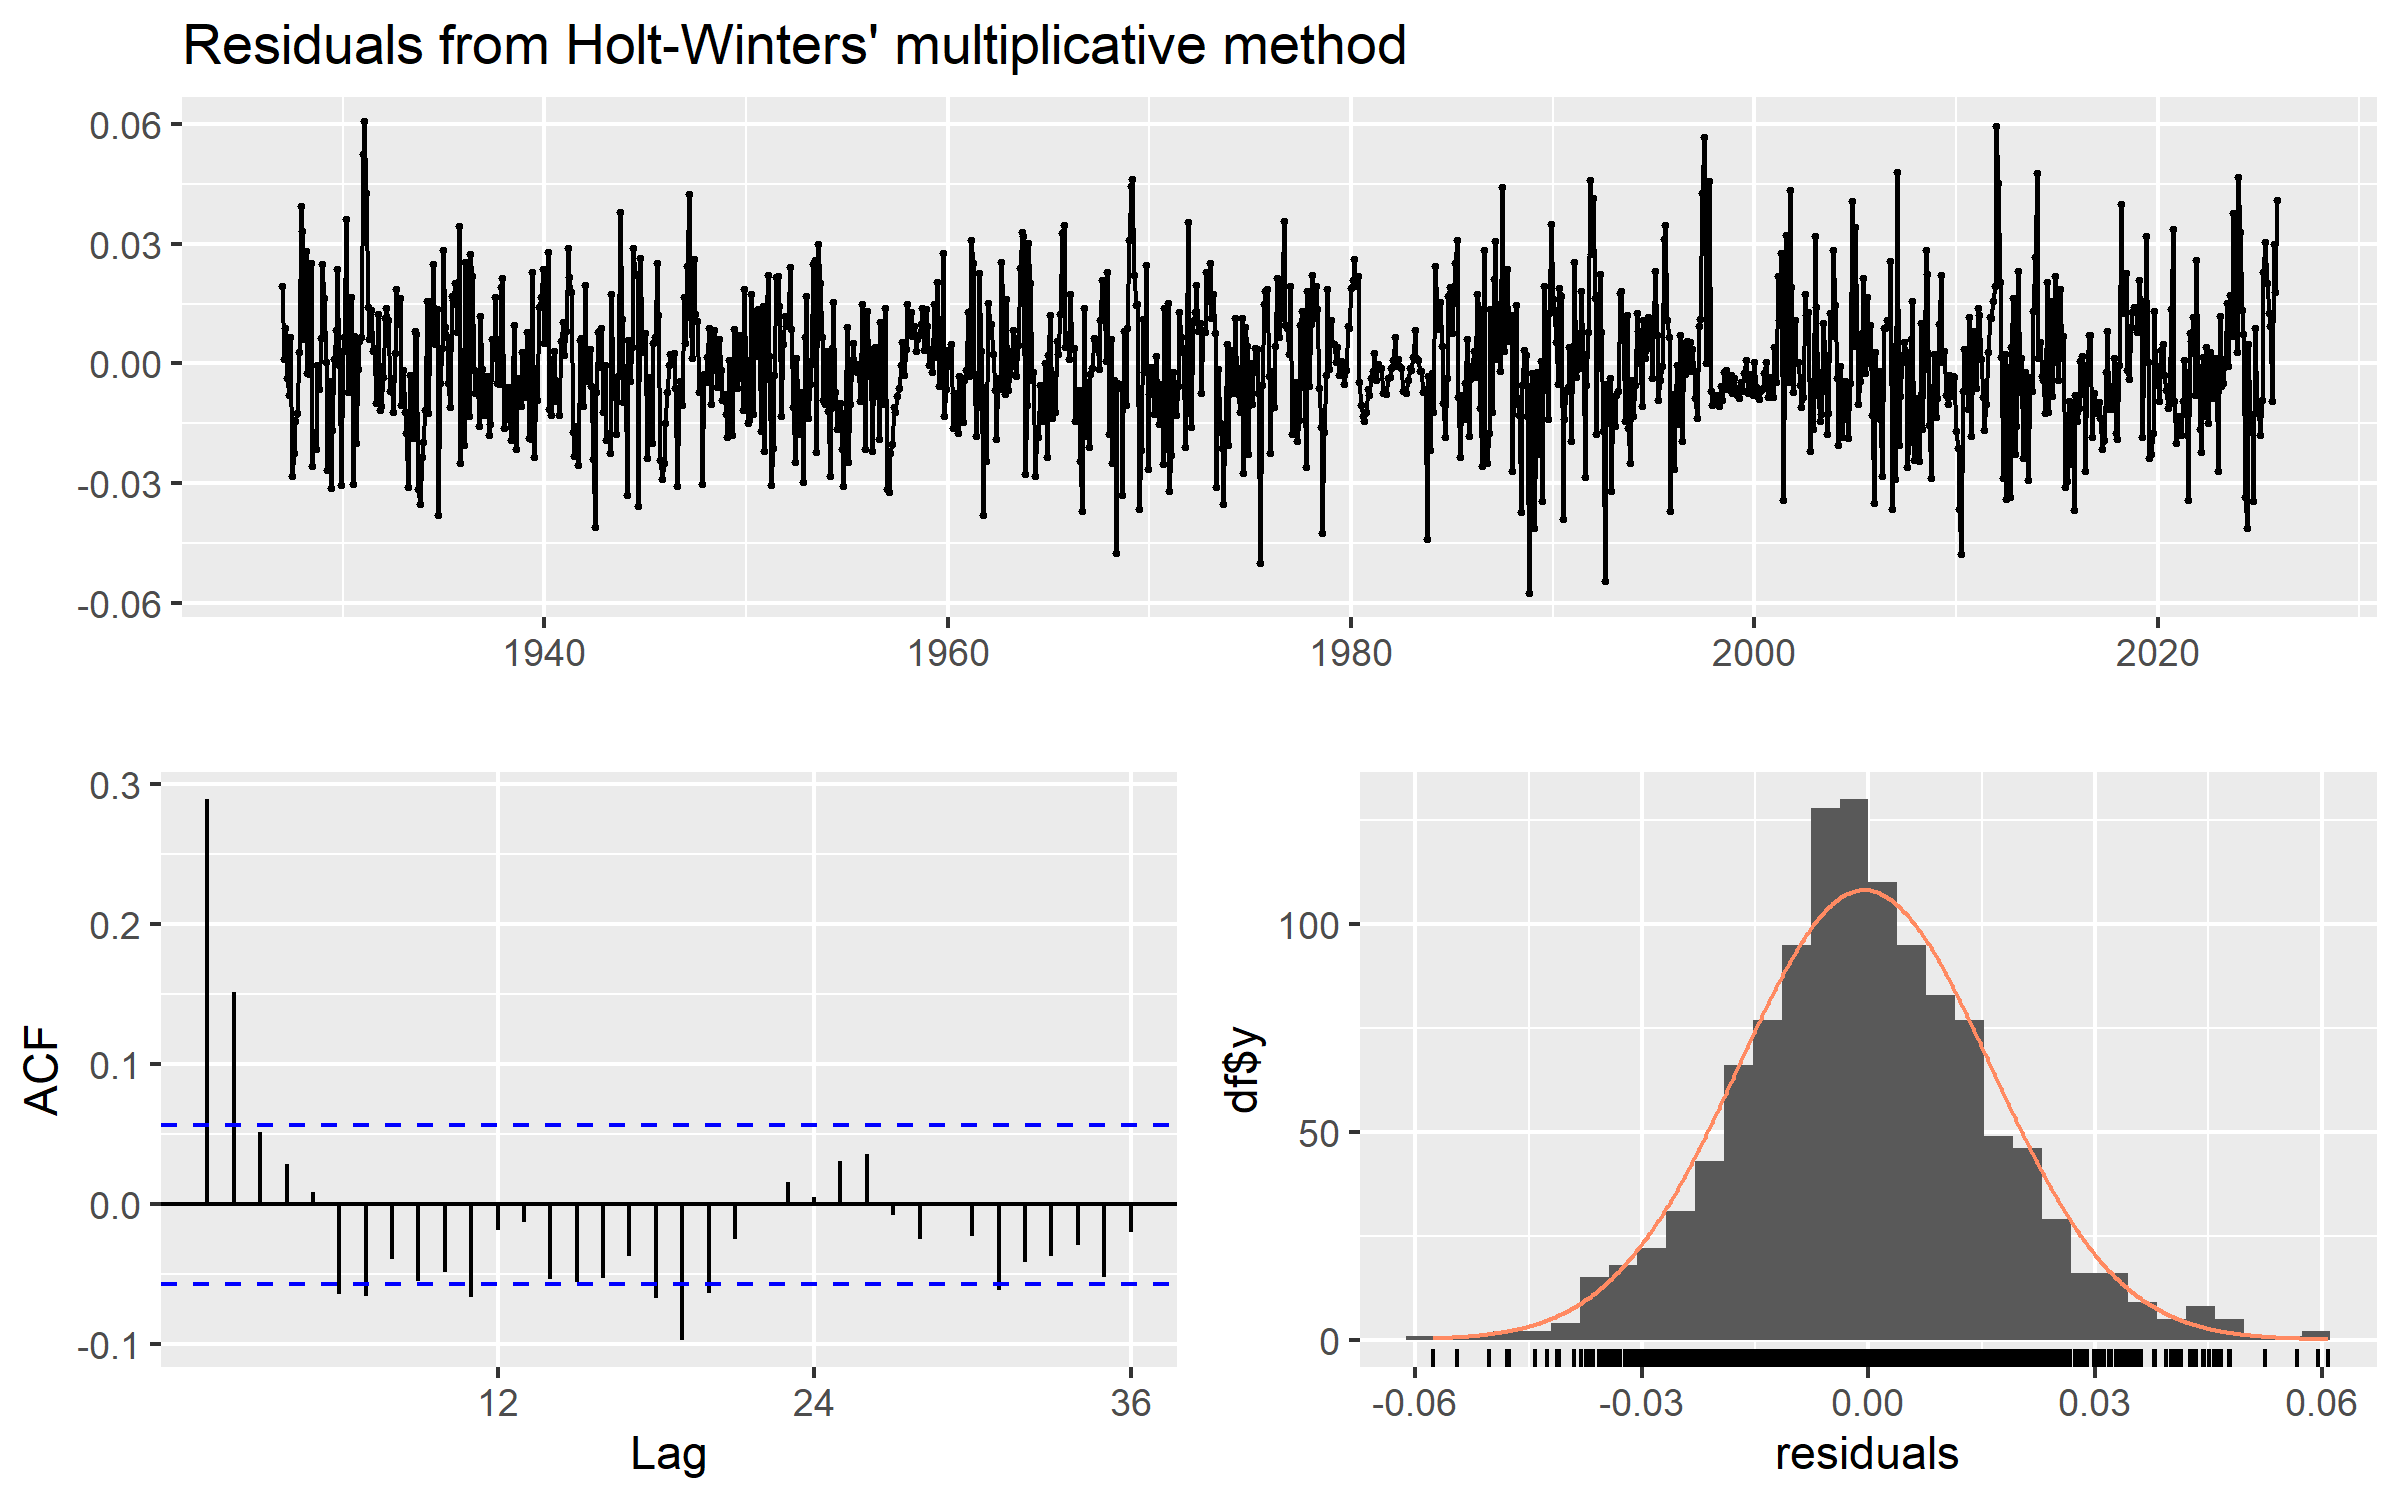 Residuals from Holt-Winters' multiplicative method
0.06
0.03
0.00
-0.03
-0.06
1940 1960 1980 2000 2020
ACF
0.3
0.2
0.1
0.0
-0.1
12 24 36
Lag
df$y
100
50
0
-0.06 -0.03 0.00 0.03 0.06
residuals